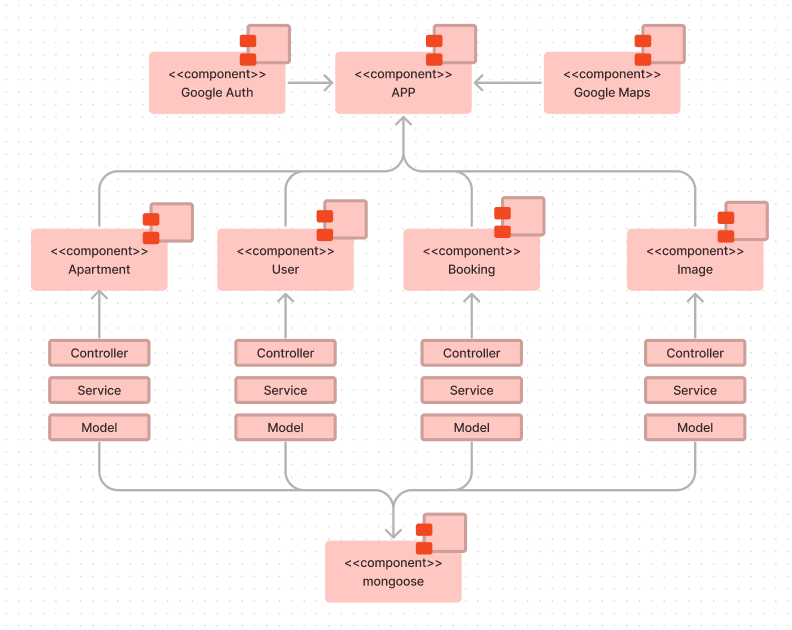 <<component>>
Google Auth
<<component>>
APP
<<component>>
Google Maps
<<component>>
Apartment
<<component>>
User
<<component>>
Booking
<<component>>
Image
Controller
Controller
Controller
Controller
Service
Service
Service
Service
Model
Model
Model
Model
<<component>>
mongoose